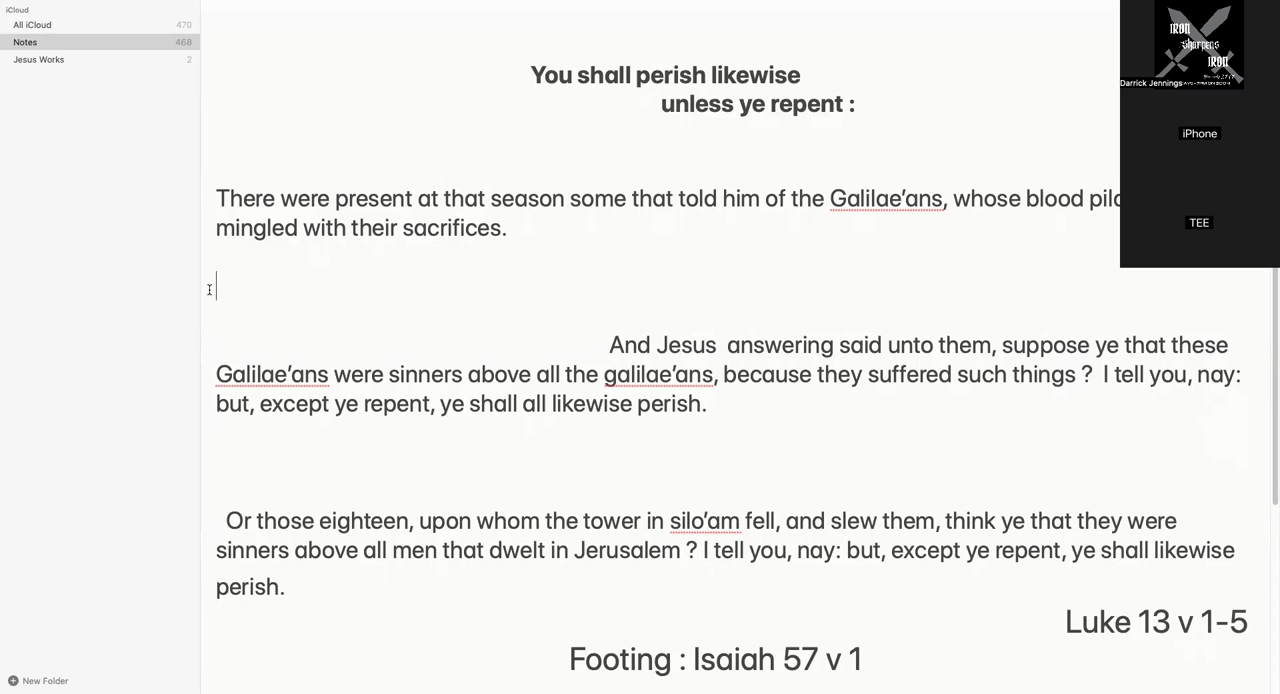 iCloud
All iCloud 470
Notes 468
Jesus Works 2
New Folder
You shall perish likewise
unless ye repent :
There were present at that season some that told him of the Galilae’ans, whose blood
mingled with their sacrifices.
And Jesus answering said unto them, suppose ye that these
Galilae’ans were sinners above all the galilae’ans, because they suffered such things ? I tell you, nay:
but, except ye repent, ye shall all likewise perish.
Or those eighteen, upon whom the tower in silo’am fell, and slew them, think ye that they were
sinners above all men that dwelt in Jerusalem ? I tell you, nay: but, except ye repent, ye shall likewise
perish.
Luke 13 v 1-5
Footing : Isaiah 57 v 1
IRON
sharpens
IRON
Darrick Jennings
iPhone
TEE